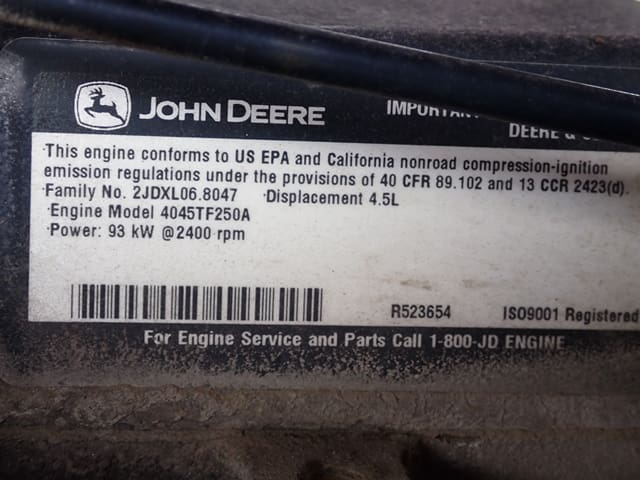 JOHN DEERE
IMPORTAN
DEERE &
This engine conforms to US EPA and California nonroad compression-ignition
emission regulations under the provisions of 40 CFR 89.102 and 13 CCR 2423(d).
·Family No. 2JDXL06.8047 ·Displacement 4.5L
·Engine Model 4045TF250A
·Power: 93 kW @2400 rpm
R523654 ISO9001 Registered
For Engine Service and Parts Call 1-800-JD ENGINE